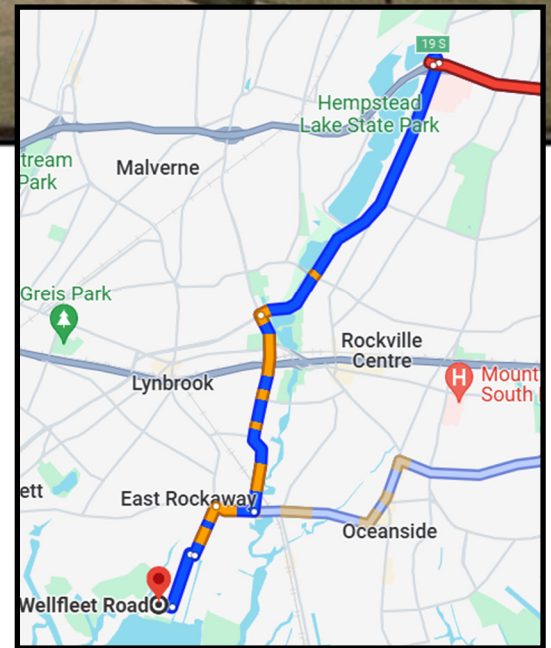 19 S
Hempstead
Lake State Park
tream
Park
Malverne
Greis Park
Rockville
Centre
Lynbrook
H
Mount
South
ett
East Rockaway
Oceanside
Wellfleet Road